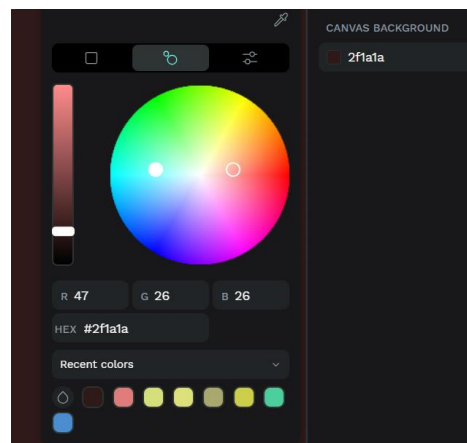 CANVAS BACKGROUND
2f1a1a
R 47 G 26 B 26
HEX #2f1a1a
Recent colors